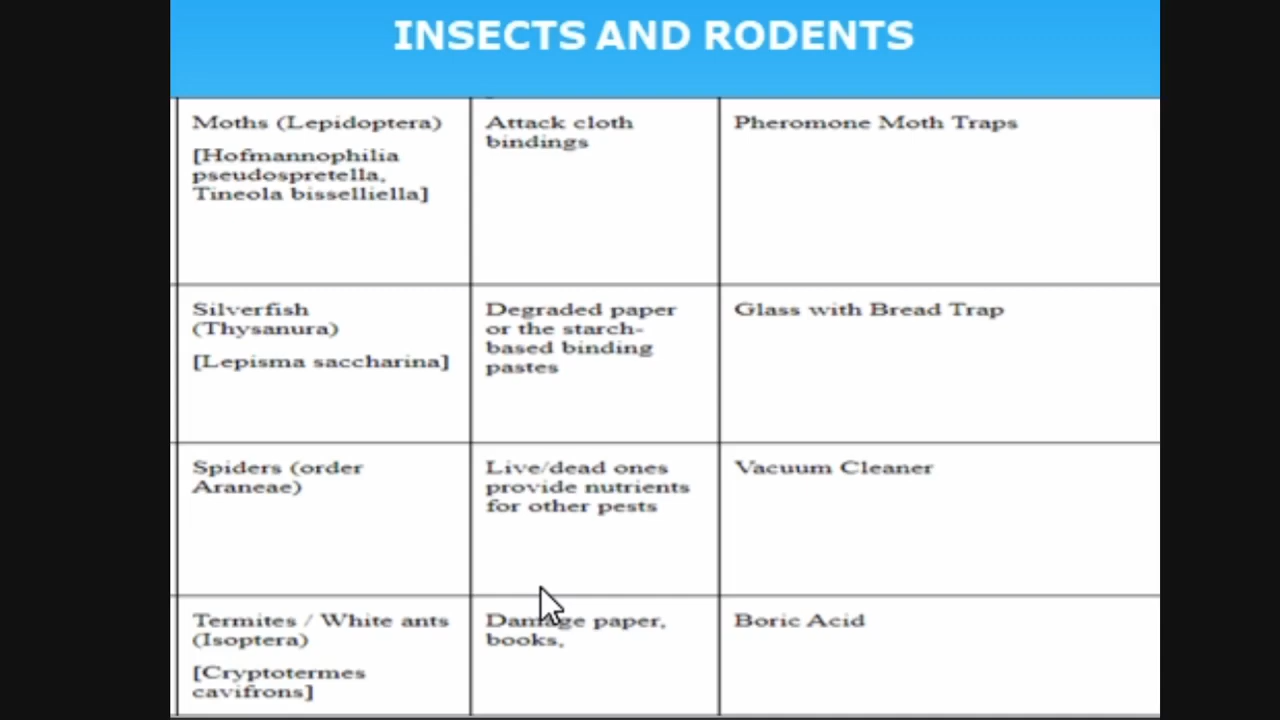 INSECTS AND RODENTS
Moths (Lepidoptera)
[Hofmannophilia
pseudospretella,
Tineola bisselliella]
Attack cloth
bindings
Pheromone Moth Traps
Silverfish
(Thysanura)
[Lepisma saccharina]
Degraded paper
or the starch-
based binding
pastes
Glass with Bread Trap
Spiders (order
Araneae)
Live/dead ones
provide nutrients
for other pests
Vacuum Cleaner
Termites / White ants
(Isoptera)
[Cryptotermes
cavifrons]
Damage paper,
books,
Boric Acid